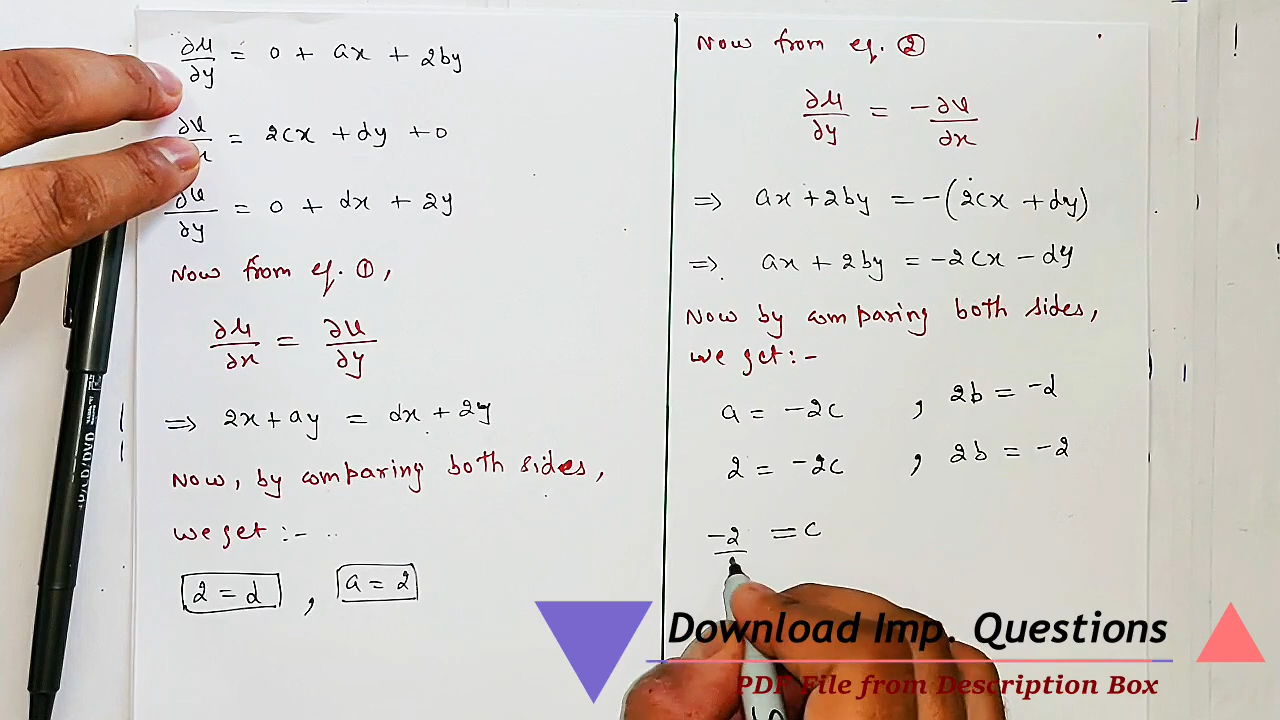 ∂u/∂y = 0 + ax + 2by
∂v/∂x = 2cx + dy + 0
∂v/∂y = 0 + dx + 2y
Now from eq. ①,
∂u/∂x = ∂v/∂y
⇒ 2x + ay = dx + 2y
Now, by comparing both sides,
we get :-
2 = d , a = 2
Now from eq. ②
∂u/∂y = -∂v/∂x
⇒ ax + 2by = -(2cx + dy)
⇒ ax + 2by = -2cx - dy
Now by comparing both sides,
we get :-
a = -2c , 2b = -d
2 = -2c , 2b = -2
-2 = c
Download Imp. Questions
PDF File from Description Box